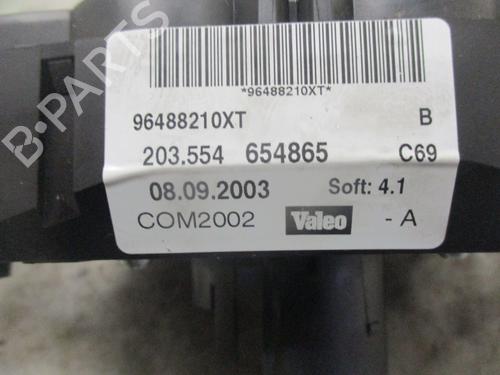 B-PARTS
*96488210XT*
96488210XT B
203.554 654865 C69
08.09.2003 Soft: 4.1
COM2002 Valeo - A